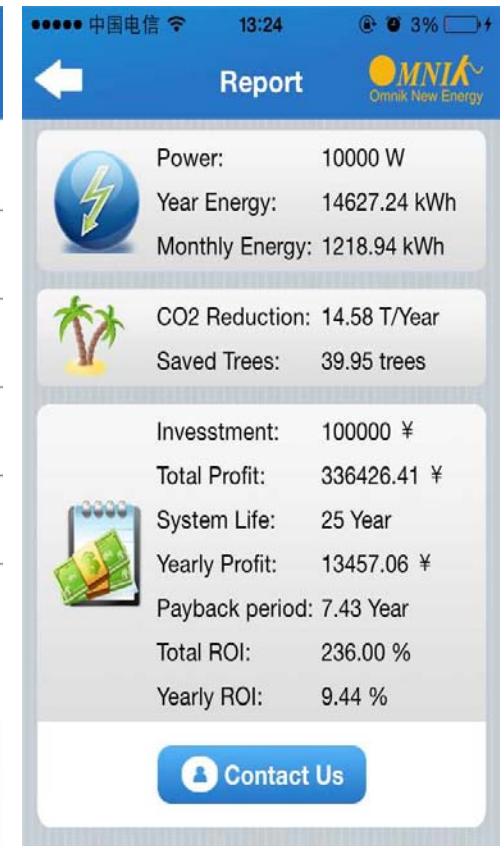 中国电信 13:24 3%
Report
OMNIK
Omnik New Energy
Power: 10000 W
Year Energy: 14627.24 kWh
Monthly Energy: 1218.94 kWh
CO2 Reduction: 14.58 T/Year
Saved Trees: 39.95 trees
Invesstment: 100000 ¥
Total Profit: 336426.41 ¥
System Life: 25 Year
Yearly Profit: 13457.06 ¥
Payback period: 7.43 Year
Total ROI: 236.00 %
Yearly ROI: 9.44 %
Contact Us